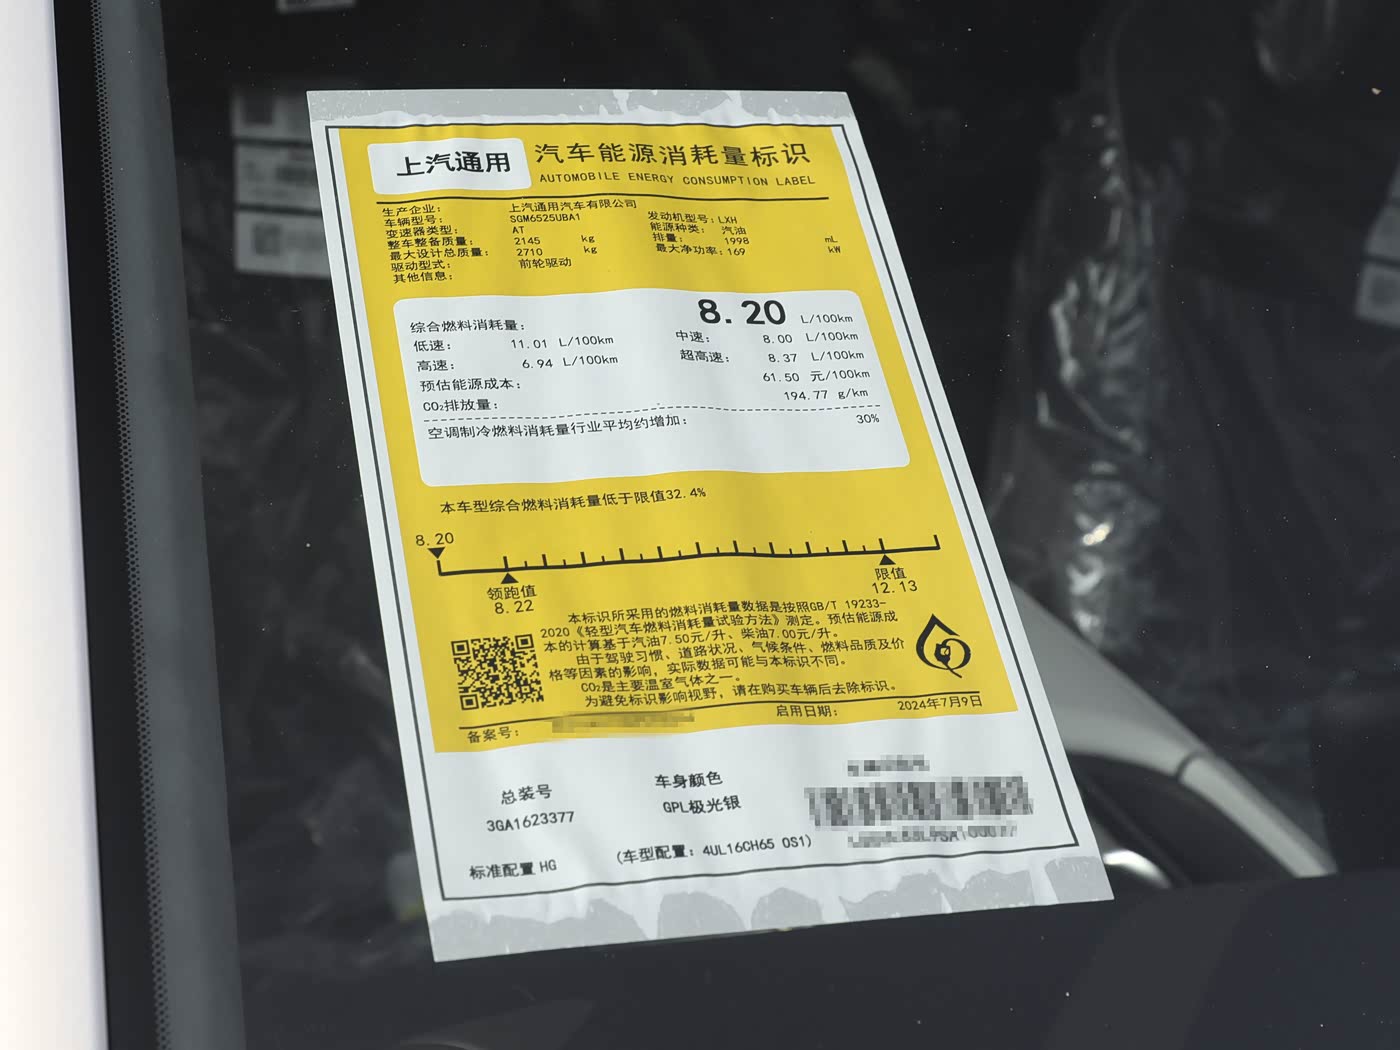 上汽通用
汽车能源消耗量标识
AUTOMOBILE ENERGY CONSUMPTION LABEL
生产企业： 上汽通用汽车有限公司
车辆型号： SGM6525UBA1 发动机型号：LXH
变速器类型： AT 能源种类： 汽油
整车整备质量： 2145 kg 排量： 1998 mL
最大设计总质量： 2710 kg 最大净功率：169 kW
驱动型式： 前轮驱动
其他信息：
综合燃料消耗量： 8.20 L/100km
低速： 11.01 L/100km 中速： 8.00 L/100km
高速： 6.94 L/100km 超高速： 8.37 L/100km
预估能源成本： 61.50 元/100km
CO₂排放量： 194.77 g/km
空调制冷燃料消耗量行业平均约增加： 30%
本车型综合燃料消耗量低于限值32.4%
8.20
领跑值
8.22
限值
12.13
本标识所采用的燃料消耗量数据是按照GB/T 19233-
2020《轻型汽车燃料消耗量试验方法》测定。预估能源成
本的计算基于汽油7.50元/升、柴油7.00元/升。
由于驾驶习惯、道路状况、气候条件、燃料品质及价
格等因素的影响，实际数据可能与本标识不同。
CO₂是主要温室气体之一。
为避免标识影响视野，请在购买车辆后去除标识。
备案号： 启用日期： 2024年7月9日
总装号 车身颜色
3GA1623377 GPL极光银
标准配置 HG (车型配置：4UL16CH65 0S1)